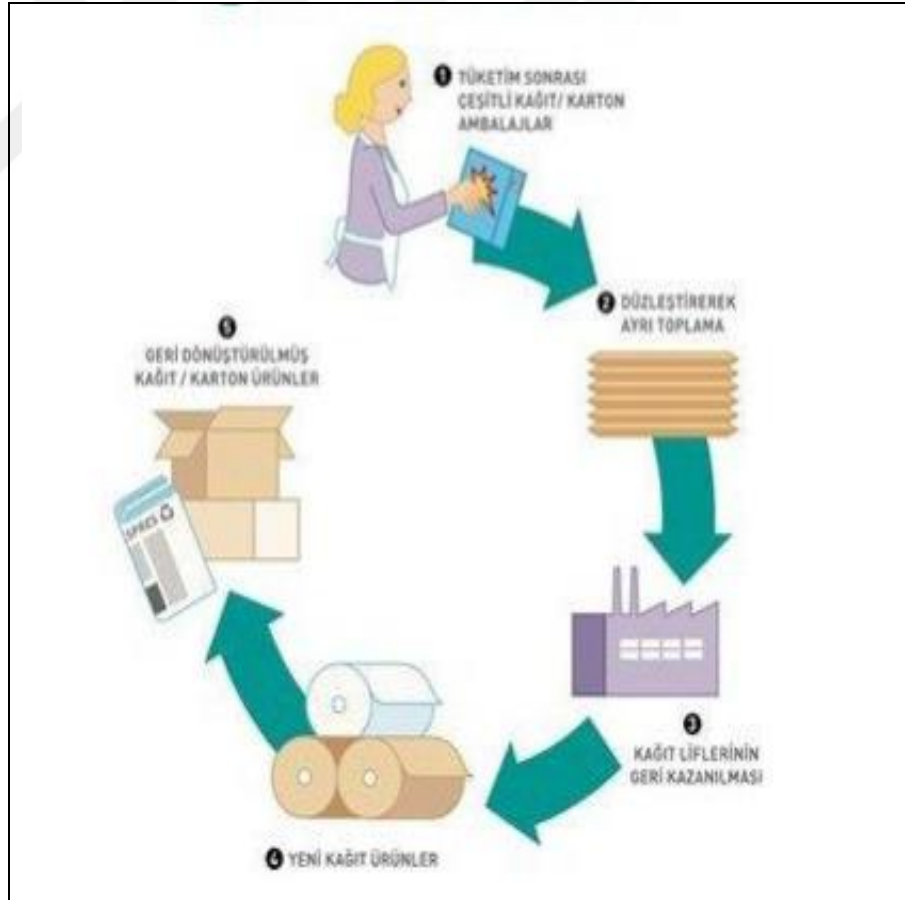 1 TÜKETİM SONRASI
ÇEŞİTLİ KAĞIT/ KARTON
AMBALAJLAR
2 DÜZLEŞTİREREK
AYRI TOPLAMA
3
KAĞIT LİFLERİNİN
GERİ KAZANILMASI
4 YENİ KAĞIT ÜRÜNLER
5
GERİ DÖNÜŞTÜRÜLMÜŞ
KAĞIT / KARTON ÜRÜNLER